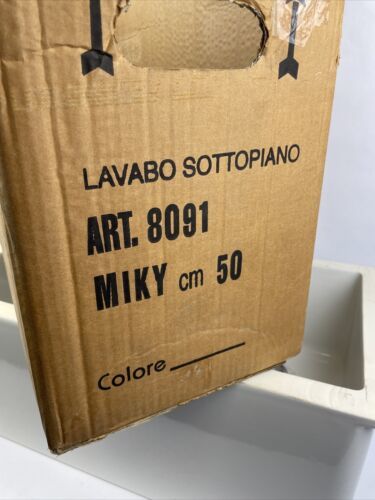 LAVABO SOTTOPIANO
ART. 8091
MIKY cm 50
Colore